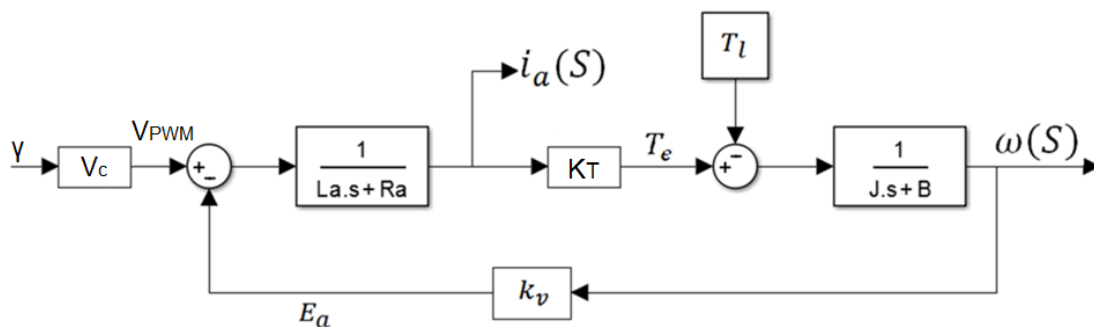 γ
Vc
VPWM
+
−
1
La.s + Ra
ia(S)
KT
Te
Tl
+
−
1
J.s + B
ω(S)
kv
Ea